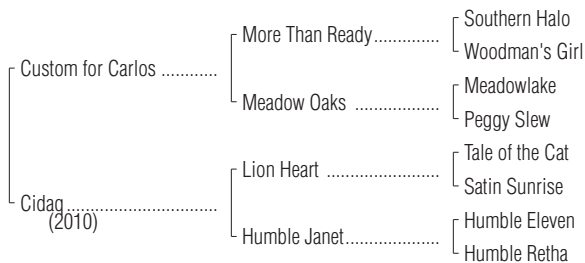 Southern Halo
More Than Ready
Woodman's Girl
Custom for Carlos
Meadowlake
Meadow Oaks
Peggy Slew
Tale of the Cat
Lion Heart
Satin Sunrise
Cidaq
(2010)
Humble Eleven
Humble Janet
Humble Retha